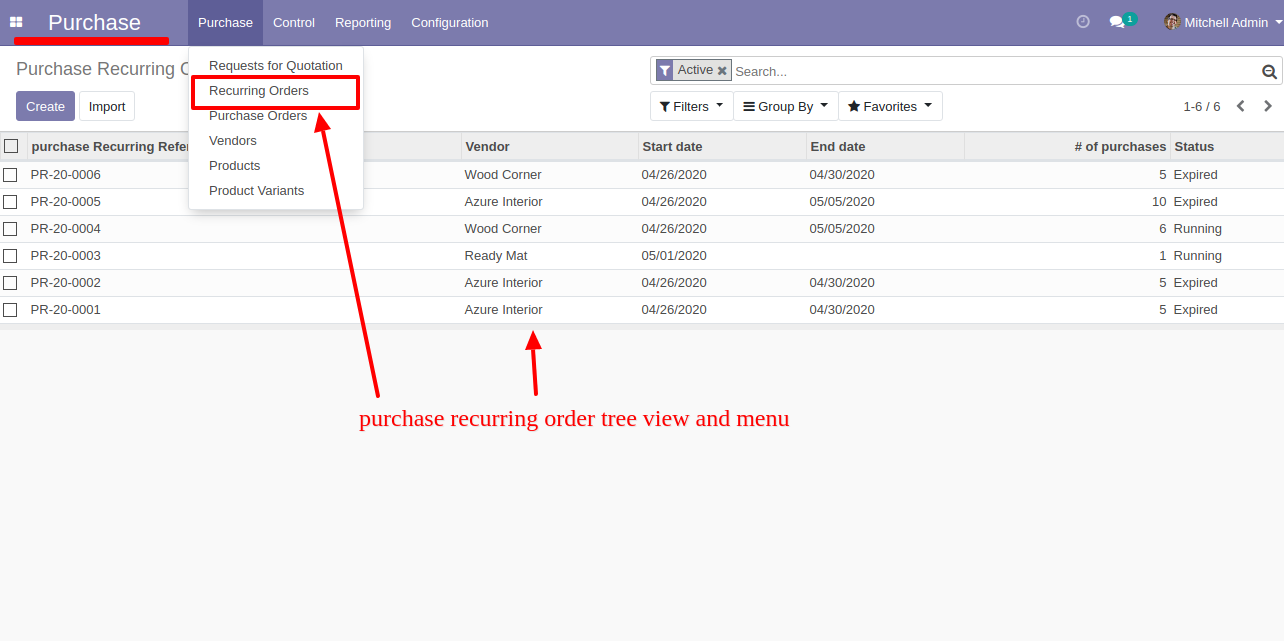 Purchase Purchase Control Reporting Configuration 1 Mitchell Admin
Purchase Recurring
Active Search...
Create Import
Filters Group By Favorites 1-6 / 6
Requests for Quotation
Recurring Orders
Purchase Orders
Vendors
Products
Product Variants
purchase Recurring Refe Vendor Start date End date # of purchases Status
PR-20-0006 Wood Corner 04/26/2020 04/30/2020 5 Expired
PR-20-0005 Azure Interior 04/26/2020 05/05/2020 10 Expired
PR-20-0004 Wood Corner 04/26/2020 05/05/2020 6 Running
PR-20-0003 Ready Mat 05/01/2020 1 Running
PR-20-0002 Azure Interior 04/26/2020 04/30/2020 5 Expired
PR-20-0001 Azure Interior 04/26/2020 04/30/2020 5 Expired
purchase recurring order tree view and menu